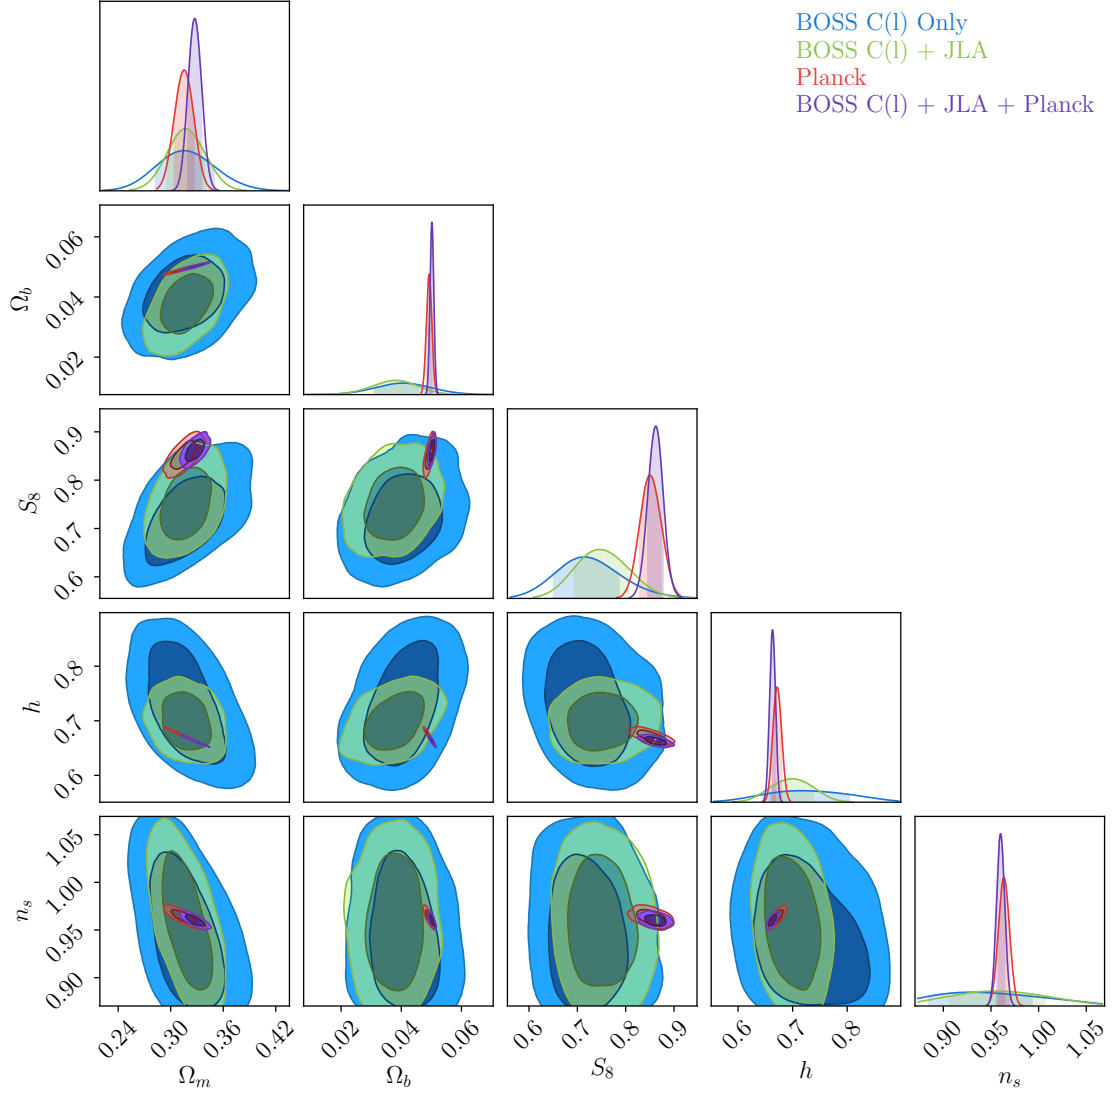 BOSS C(l) Only
BOSS C(l) + JLA
Planck
BOSS C(l) + JLA + Planck
0.06
0.04
0.02
Ω_b
0.9
0.8
0.7
0.6
S_8
0.8
0.7
0.6
h
1.05
1.00
0.95
0.90
n_s
0.24 0.30 0.36 0.42
0.02 0.04 0.06
0.6 0.7 0.8 0.9
0.6 0.7 0.8
0.90 0.95 1.00 1.05
Ω_m Ω_b S_8 h n_s